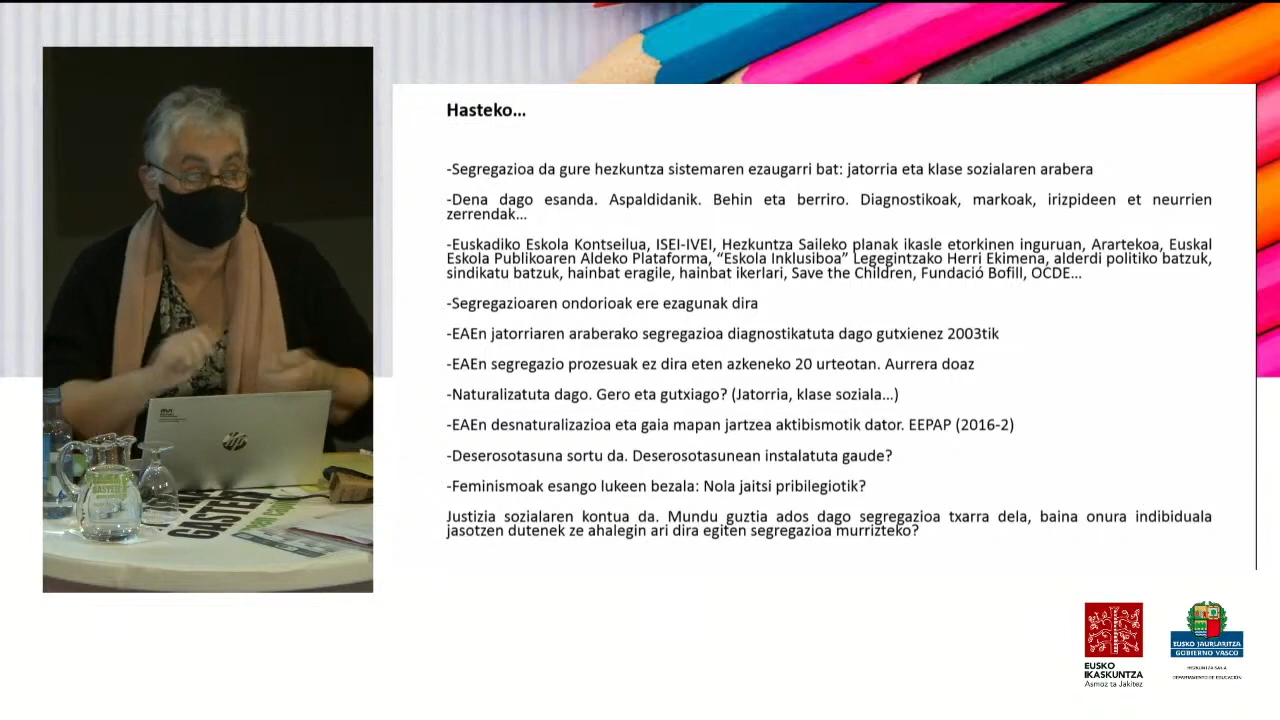 Hasteko...
-Segregazioa da gure hezkuntza sistemaren ezaugarri bat: jatorria eta klase sozialaren arabera
-Dena dago esanda. Aspaldidanik. Behin eta berriro. Diagnostikoak, markoak, irizpideen et neurrien
zerrendak...
-Euskadiko Eskola Kontseilua, ISEI-IVEI, Hezkuntza Saileko planak ikasle etorkinen inguruan, Arartekoa, Euskal
Eskola Publikoaren Aldeko Plataforma, “Eskola Inklusiboa” Legegintzako Herri Ekimena, alderdi politiko batzuk,
sindikatu batzuk, hainbat eragile, hainbat ikerlari, Save the Children, Fundació Bofill, OCDE...
-Segregazioaren ondorioak ere ezagunak dira
-EAEn jatorriaren araberako segregazioa diagnostikatuta dago gutxienez 2003tik
-EAEn segregazio prozesuak ez dira eten azkeneko 20 urteotan. Aurrera doaz
-Naturalizatuta dago. Gero eta gutxiago? (Jatorria, klase soziala...)
-EAEn desnaturalizazioa eta gaia mapan jartzea aktibismotik dator. EEPAP (2016-2)
-Deserosotasuna sortu da. Deserosotasunean instalatuta gaude?
-Feminismoak esango lukeen bezala: Nola jaitsi pribilegiotik?
Justizia sozialaren kontua da. Mundu guztia ados dago segregazioa txarra dela, baina onura indibiduala
jasotzen dutenek ze ahalegin ari dira egiten segregazioa murrizteko?
hp
GASTEIZ
EUSKO
IKASKUNTZA
Asmoz ta Jakitez
EUSKO JAURLARITZA
GOBIERNO VASCO
HEZKUNTZA SAILA
DEPARTAMENTO DE EDUCACIÓN